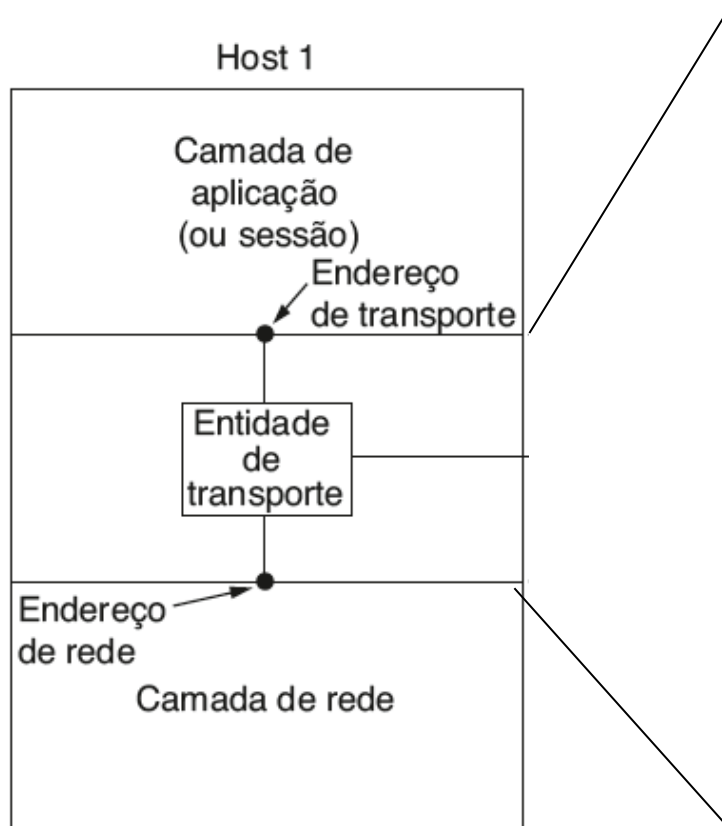 Host 1
Camada de
aplicação
(ou sessão)
Endereço
de transporte
Entidade
de
transporte
Endereço
de rede
Camada de rede